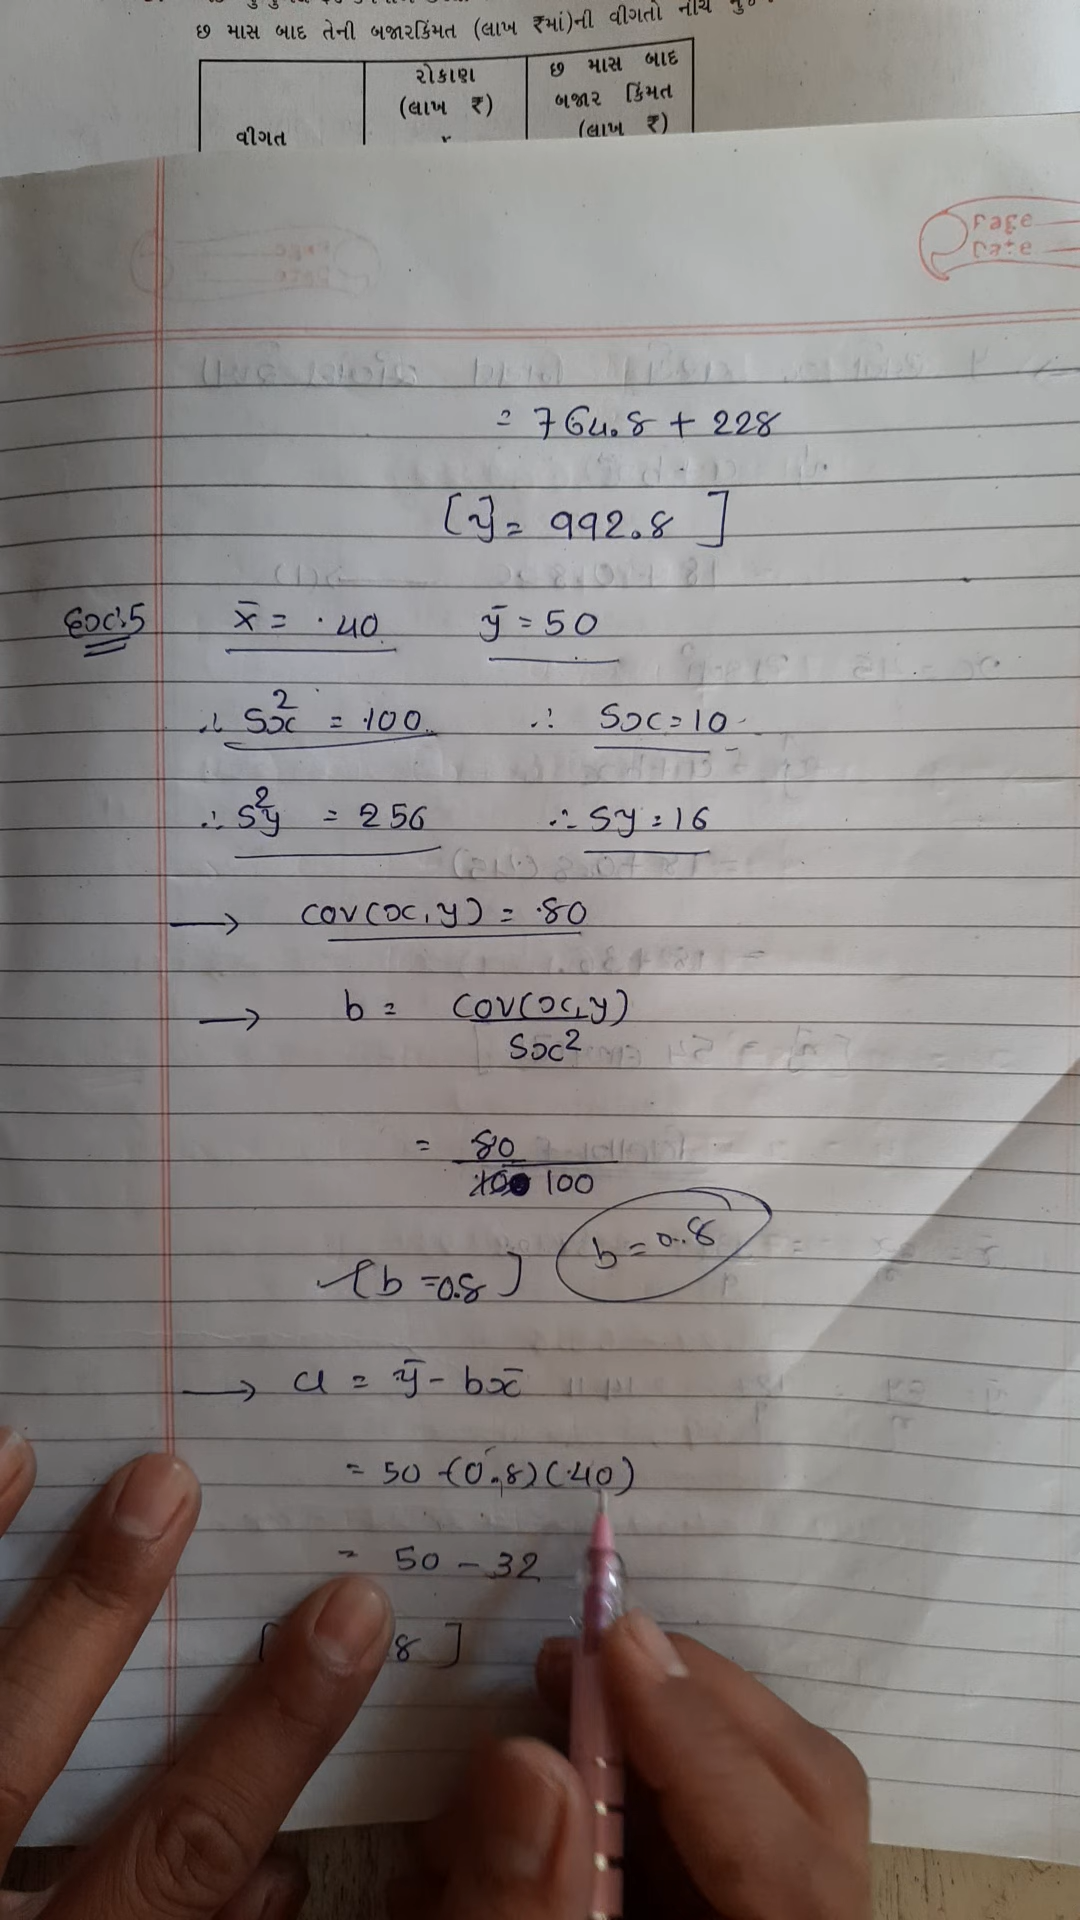 છ માસ બાદ તેની બજારકિંમત (લાખ ₹માં)ની વીગતો નીચે
વીગત
રોકાણ
(લાખ ₹)
છ માસ બાદ
બજાર કિંમત
(લાખ ₹)
Page
Date
= 764.8 + 228
[ŷ = 992.8 ]
ઉદા.5 x̄ = 40 ȳ = 50
∴ Sx² = 100 ∴ Sx = 10
∴ S²y = 256 ∴ Sy = 16
→ cov(x, y) = 80
→ b = cov(x, y)
Sx²
= 80
100
[b = 0.8] b = 0.8
→ a = ȳ - bx̄
= 50 - (0.8)(40)
= 50 - 32
8 ]